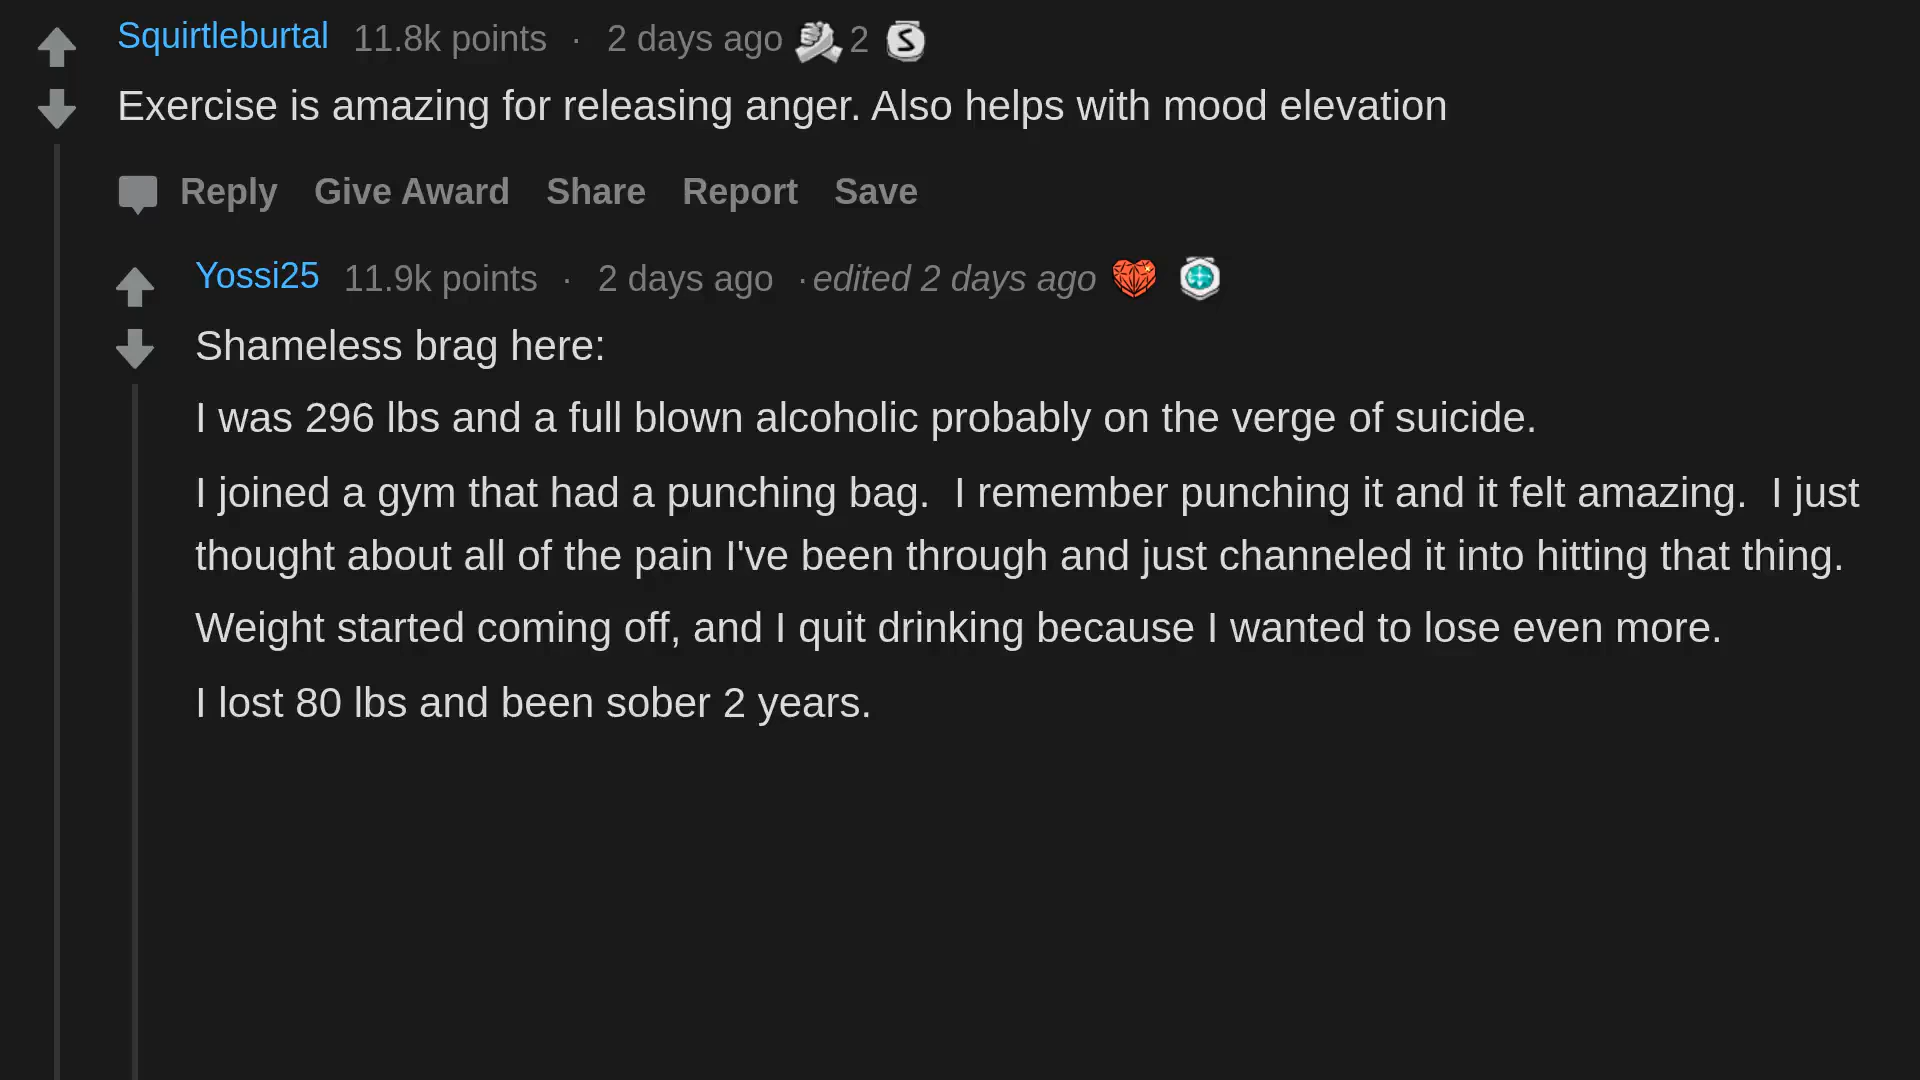 Squirtleburtal 11.8k points · 2 days ago 2 S
Exercise is amazing for releasing anger. Also helps with mood elevation
Reply Give Award Share Report Save
Yossi25 11.9k points · 2 days ago ·edited 2 days ago
Shameless brag here:
I was 296 lbs and a full blown alcoholic probably on the verge of suicide.
I joined a gym that had a punching bag.  I remember punching it and it felt amazing.  I just
thought about all of the pain I've been through and just channeled it into hitting that thing.
Weight started coming off, and I quit drinking because I wanted to lose even more.
I lost 80 lbs and been sober 2 years.